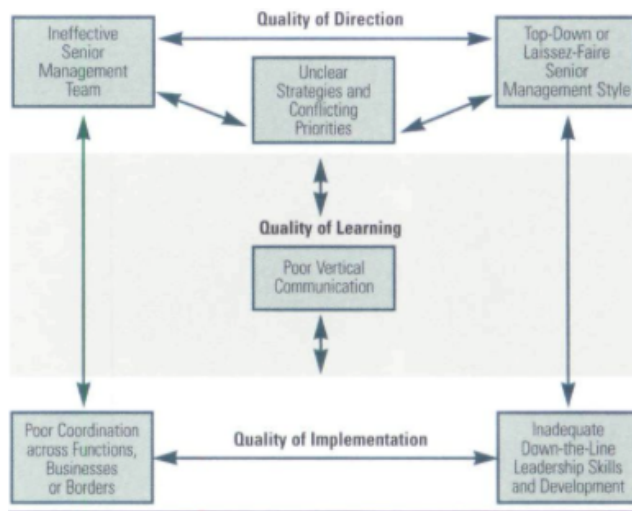 Quality of Direction
Ineffective
Senior
Management
Team
Unclear
Strategies and
Conflicting
Priorities
Top-Down or
Laissez-Faire
Senior
Management Style
Quality of Learning
Poor Vertical
Communication
Poor Coordination
across Functions,
Businesses
or Borders
Quality of Implementation
Inadequate
Down-the-Line
Leadership Skills
and Development